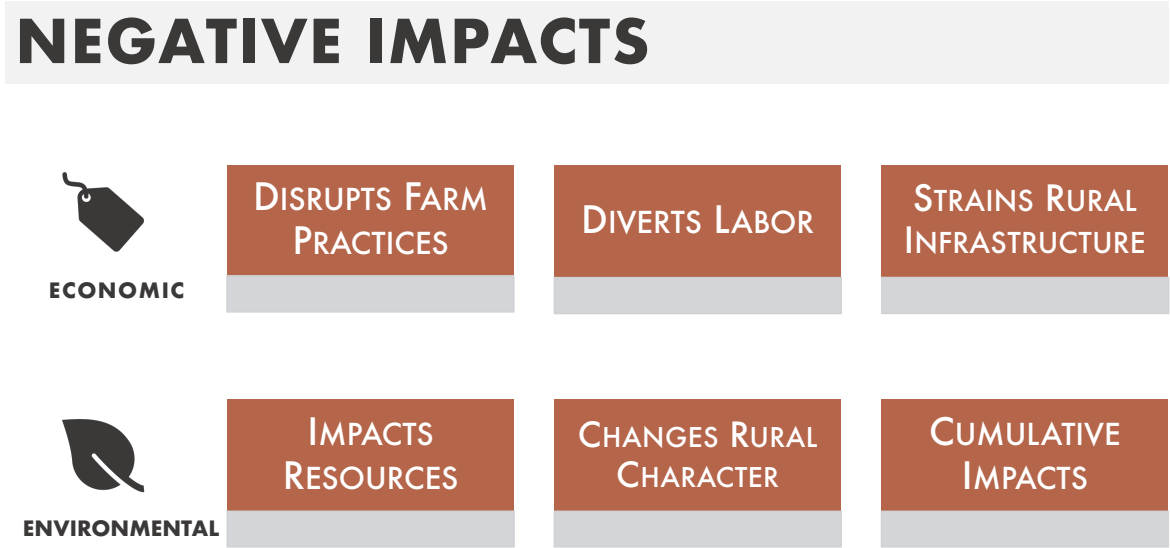 NEGATIVE IMPACTS
DISRUPTS FARM
PRACTICES
DIVERTS LABOR
STRAINS RURAL
INFRASTRUCTURE
ECONOMIC
IMPACTS
RESOURCES
CHANGES RURAL
CHARACTER
CUMULATIVE
IMPACTS
ENVIRONMENTAL